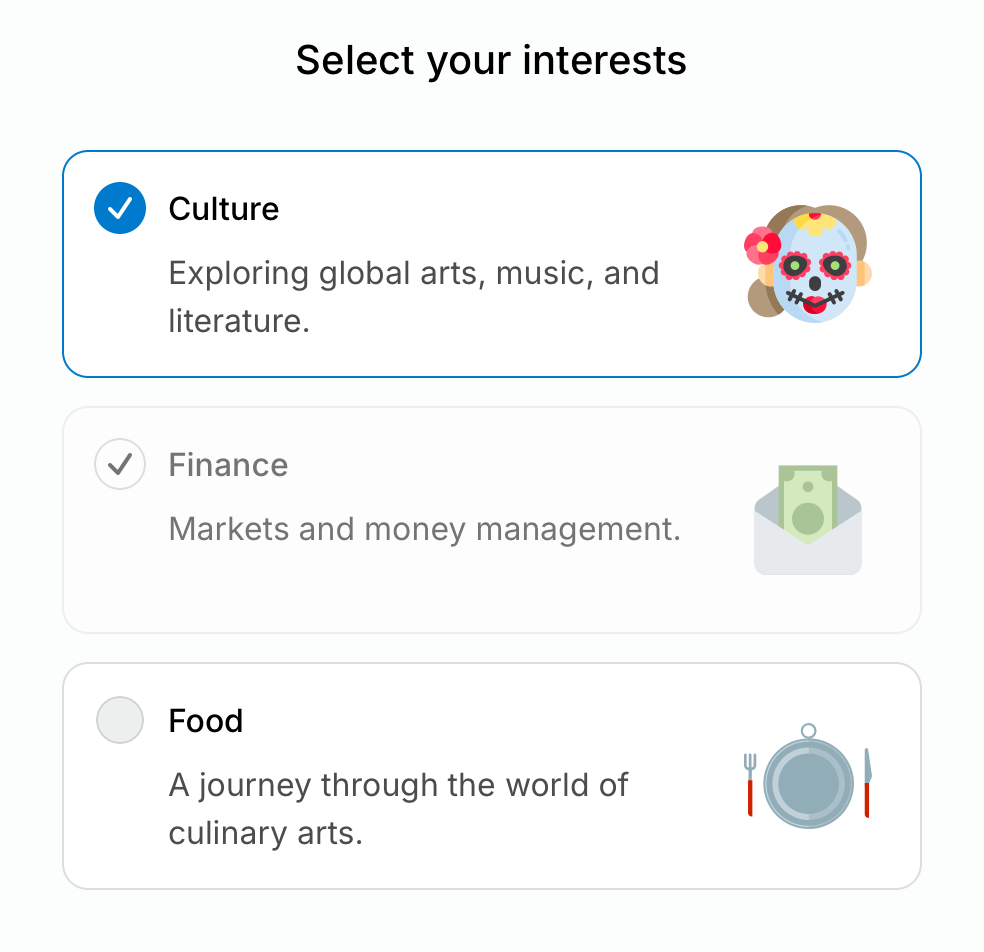 Select your interests
Culture
Exploring global arts, music, and
literature.
Finance
Markets and money management.
Food
A journey through the world of
culinary arts.